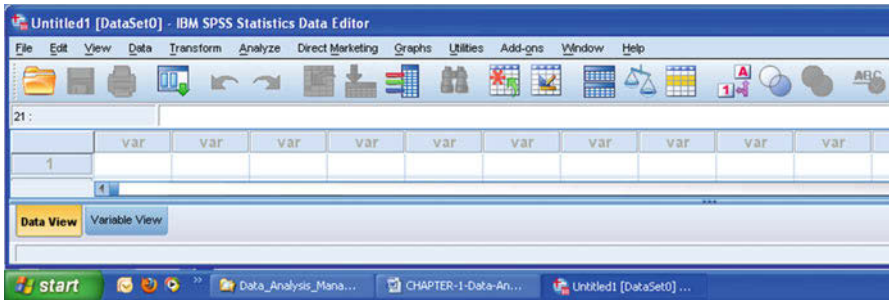 Untitled1 [DataSet0] - IBM SPSS Statistics Data Editor
File Edit View Data Transform Analyze Direct Marketing Graphs Utilities Add-ons Window Help
A
1
ABC
21 :
var var var var var var var var var var
1
Data View Variable View
start » Data_Analysis_Mana... CHAPTER-1-Data-An... Untitled1 [DataSet0] ...